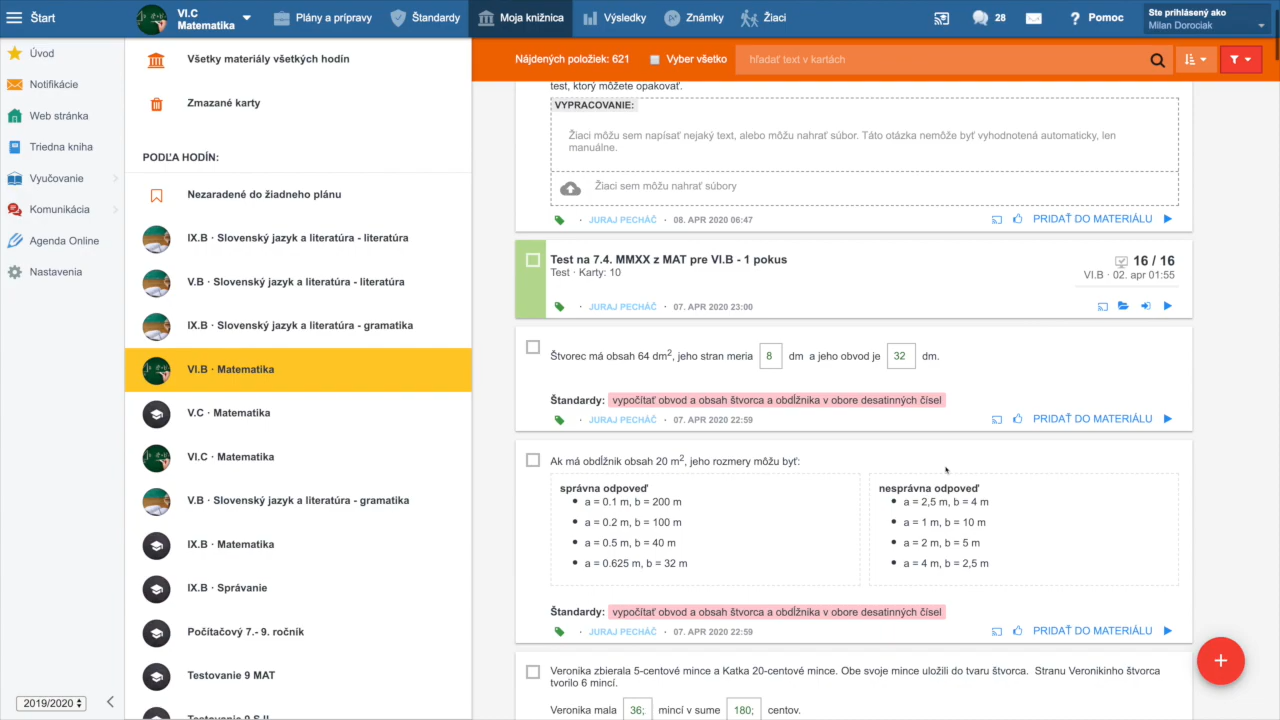 Štart
VI.C
Matematika
Plány a prípravy
Štandardy
Moja knižnica
Výsledky
Známky
Žiaci
28
Pomoc
Ste prihlásený ako
Milan Dorociak
Úvod
Notifikácie
Web stránka
Triedna kniha
Vyučovanie
Komunikácia
Agenda Online
Nastavenia
2019/2020
Všetky materiály všetkých hodín
Zmazané karty
PODĽA HODÍN:
Nezaradené do žiadneho plánu
IX.B · Slovenský jazyk a literatúra - literatúra
V.B · Slovenský jazyk a literatúra - literatúra
IX.B · Slovenský jazyk a literatúra - gramatika
VI.B · Matematika
V.C · Matematika
VI.C · Matematika
V.B · Slovenský jazyk a literatúra - gramatika
IX.B · Matematika
IX.B · Správanie
Počítačový 7.- 9. ročník
Testovanie 9 MAT
Testovanie 9 SJL
Nájdených položiek: 621
Vyber všetko
hľadať text v kartách
test, ktorý môžete opakovať.
VYPRACOVANIE:
Žiaci môžu sem napísať nejaký text, alebo môžu nahrať súbor. Táto otázka nemôže byť vyhodnotená automaticky, len
manuálne.
Žiaci sem môžu nahrať súbory
· JURAJ PECHÁČ · 08. APR 2020 06:47
PRIDAŤ DO MATERIÁLU
Test na 7.4. MMXX z MAT pre VI.B - 1 pokus
Test · Karty: 10
16 / 16
VI.B · 02. apr 01:55
· JURAJ PECHÁČ · 07. APR 2020 23:00
Štvorec má obsah 64 dm², jeho stran meria 8 dm a jeho obvod je 32 dm.
Štandardy: vypočítať obvod a obsah štvorca a obdĺžnika v obore desatinných čísel
· JURAJ PECHÁČ · 07. APR 2020 22:59
PRIDAŤ DO MATERIÁLU
Ak má obdĺžnik obsah 20 m², jeho rozmery môžu byť:
správna odpoveď
• a = 0.1 m, b = 200 m
• a = 0.2 m, b = 100 m
• a = 0.5 m, b = 40 m
• a = 0.625 m, b = 32 m
nesprávna odpoveď
• a = 2,5 m, b = 4 m
• a = 1 m, b = 10 m
• a = 2 m, b = 5 m
• a = 4 m, b = 2,5 m
Štandardy: vypočítať obvod a obsah štvorca a obdĺžnika v obore desatinných čísel
· JURAJ PECHÁČ · 07. APR 2020 22:59
PRIDAŤ DO MATERIÁLU
Veronika zbierala 5-centové mince a Katka 20-centové mince. Obe svoje mince uložili do tvaru štvorca. Stranu Veronikinho štvorca
tvorilo 6 mincí.
Veronika mala 36; mincí v sume 180; centov.